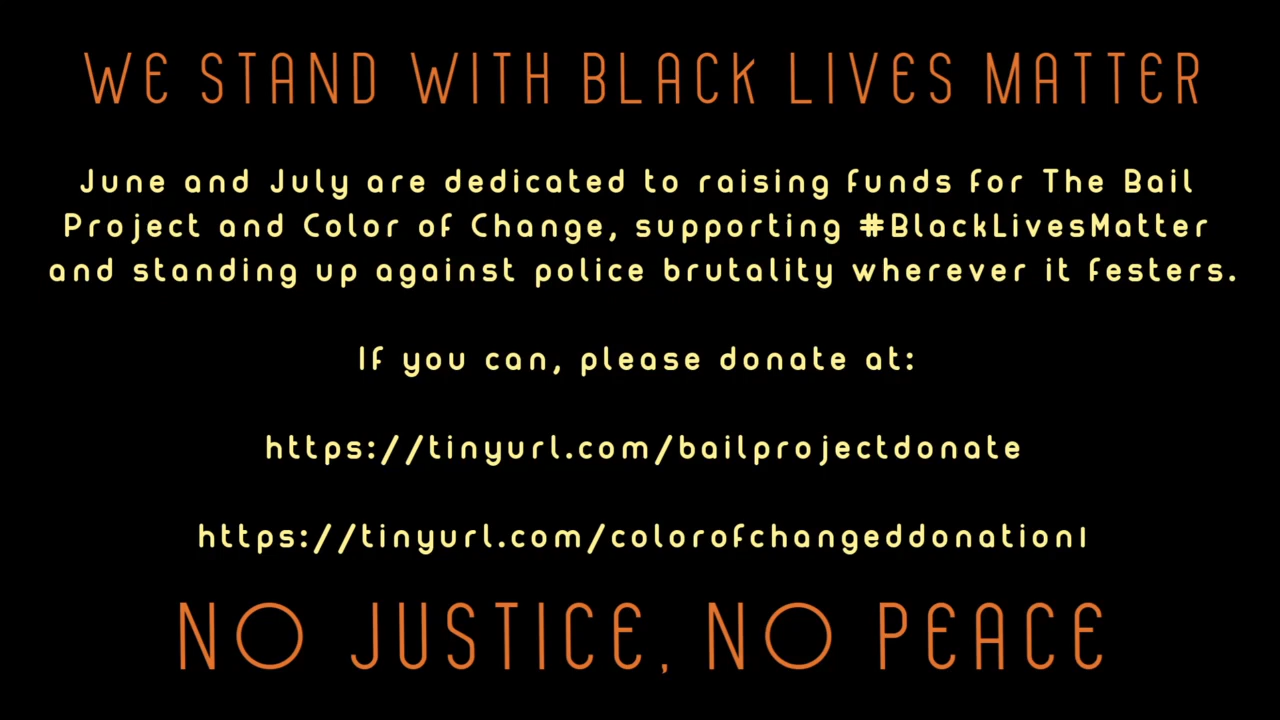 WE STAND WITH BLACK LIVES MATTER
June and July are dedicated to raising funds for The Bail
Project and Color of Change, supporting #BlackLivesMatter
and standing up against police brutality wherever it festers.
If you can, please donate at:
https://tinyurl.com/bailprojectdonate
https://tinyurl.com/colorofchangeddonation1
NO JUSTICE, NO PEACE